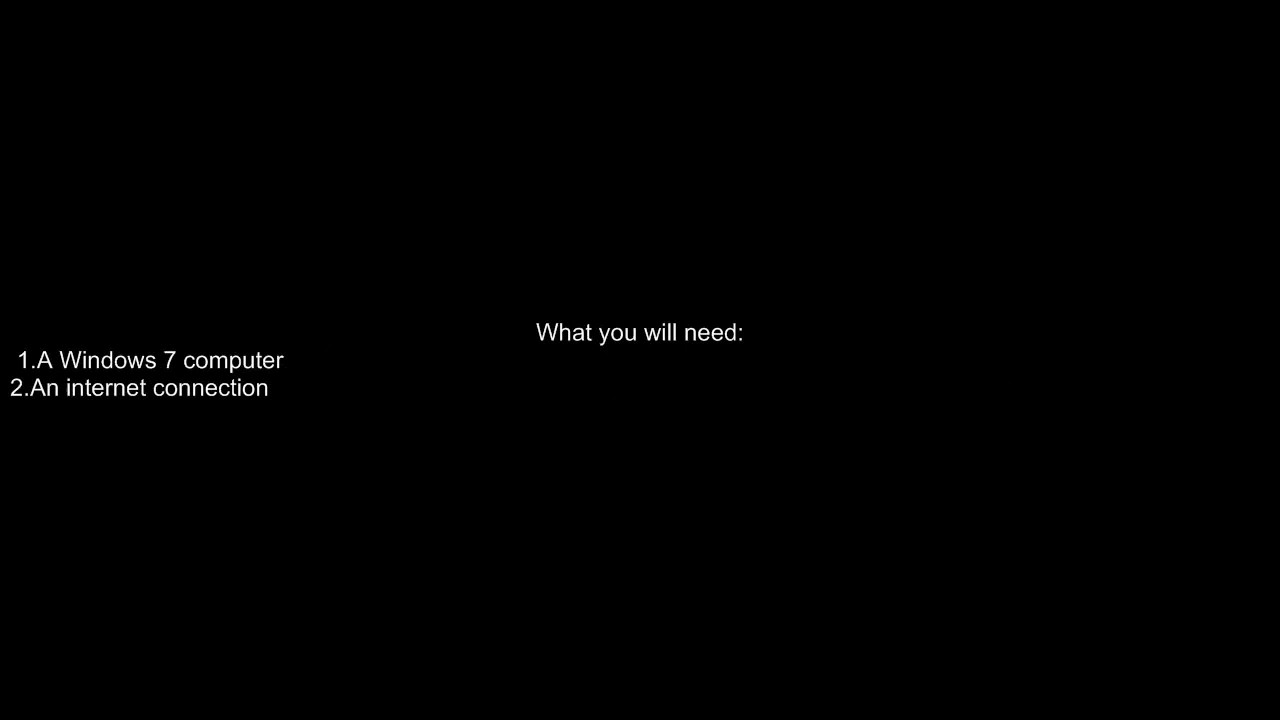 What you will need:
1.A Windows 7 computer
2.An internet connection